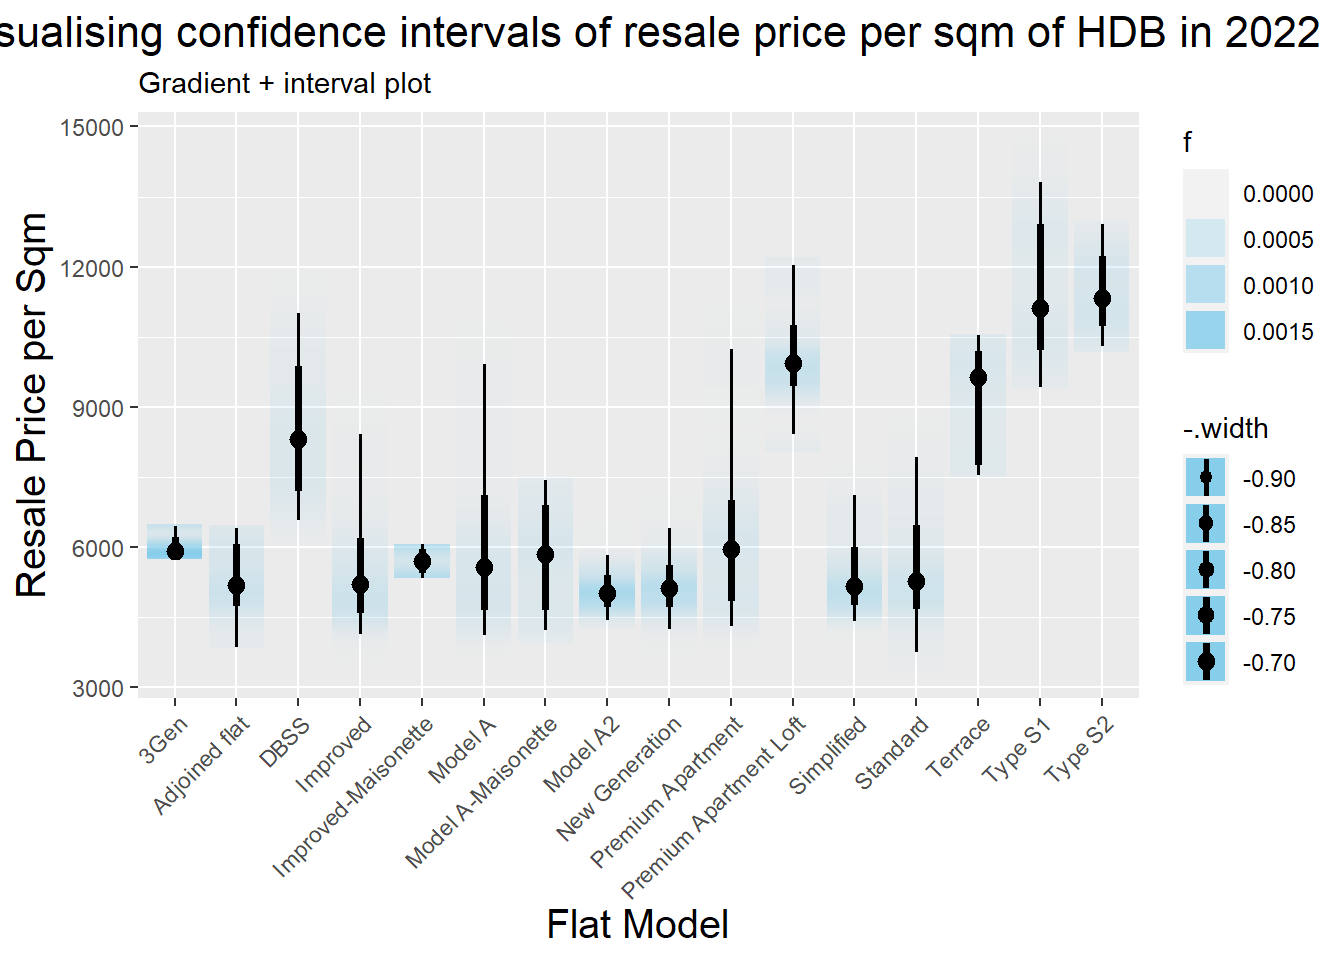 sualising confidence intervals of resale price per sqm of HDB in 2022
Gradient + interval plot
Resale Price per Sqm
15000
12000
9000
6000
3000
3Gen
Adjoined flat
DBSS
Improved
Improved-Maisonette
Model A
Model A-Maisonette
Model A2
New Generation
Premium Apartment
Premium Apartment Loft
Simplified
Standard
Terrace
Type S1
Type S2
Flat Model
f
0.0000
0.0005
0.0010
0.0015
-.width
-0.90
-0.85
-0.80
-0.75
-0.70